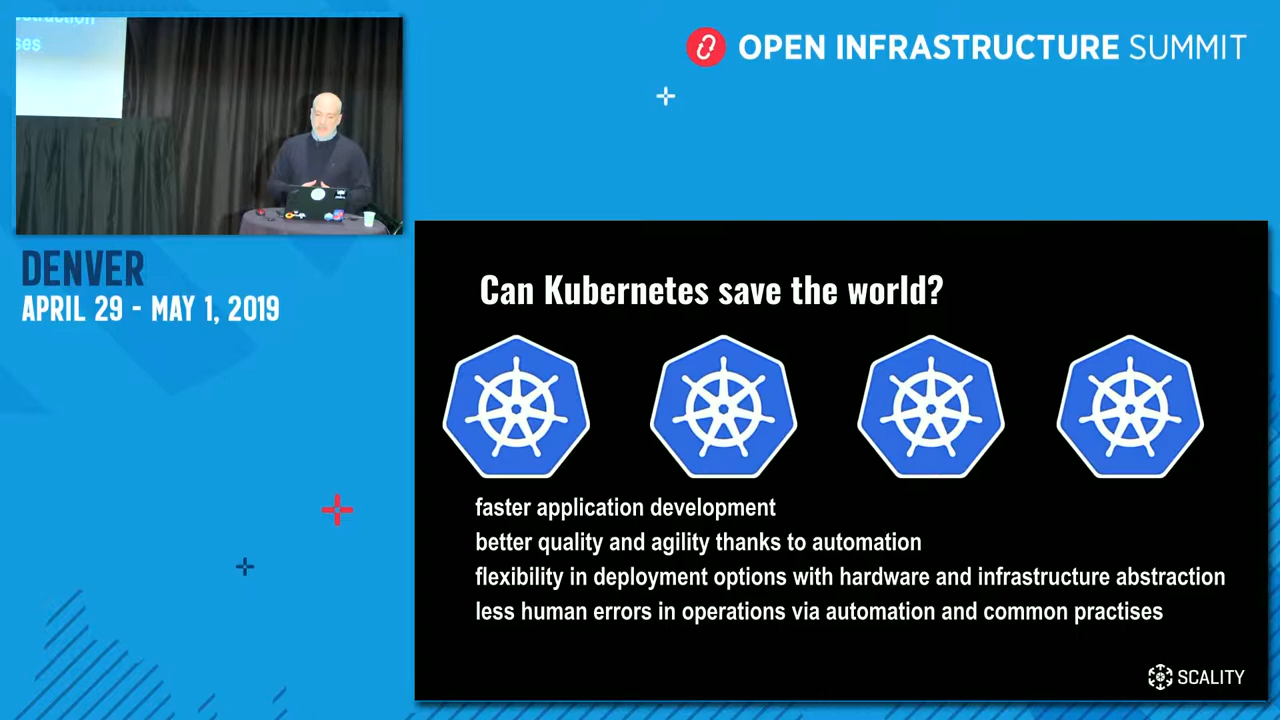 OPEN INFRASTRUCTURE SUMMIT
DENVER
APRIL 29 - MAY 1, 2019
Can Kubernetes save the world?
faster application development
better quality and agility thanks to automation
flexibility in deployment options with hardware and infrastructure abstraction
less human errors in operations via automation and common practises
SCALITY